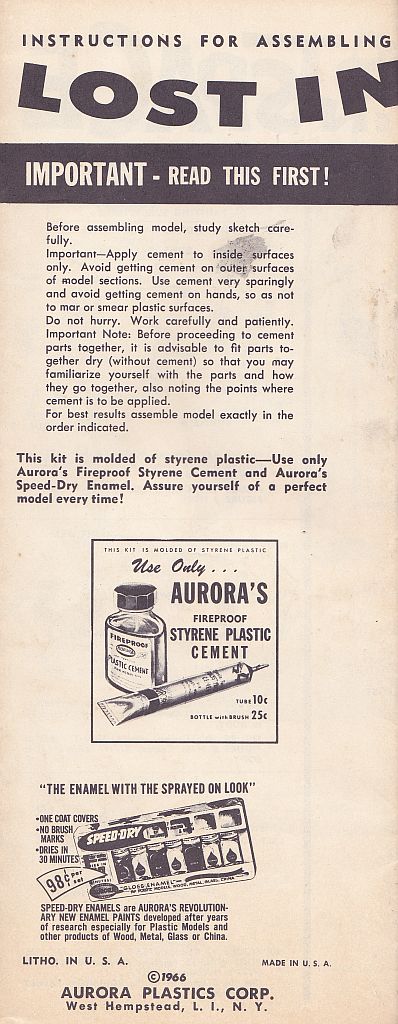 INSTRUCTIONS FOR ASSEMBLING
LOST IN
IMPORTANT - READ THIS FIRST!
Before assembling model, study sketch care-
fully.
Important—Apply cement to inside surfaces
only. Avoid getting cement on outer surfaces
of model sections. Use cement very sparingly
and avoid getting cement on hands, so as not
to mar or smear plastic surfaces.
Do not hurry. Work carefully and patiently.
Important Note: Before proceeding to cement
parts together, it is advisable to fit parts to-
gether dry (without cement) so that you may
familiarize yourself with the parts and how
they go together, also noting the points where
cement is to be applied.
For best results assemble model exactly in the
order indicated.
This kit is molded of styrene plastic—Use only
Aurora's Fireproof Styrene Cement and Aurora's
Speed-Dry Enamel. Assure yourself of a perfect
model every time!
THIS KIT IS MOLDED OF STYRENE PLASTIC
Use Only...
AURORA'S
FIREPROOF
STYRENE PLASTIC
CEMENT
FIREPROOF
PLASTIC CEMENT
TUBE 10¢
BOTTLE with BRUSH 25¢
"THE ENAMEL WITH THE SPRAYED ON LOOK"
•ONE COAT COVERS
•NO BRUSH
MARKS
•DRIES IN
30 MINUTES
SPEED-DRY
98¢ per
set
"GLOSS ENAMEL"
SPEED-DRY ENAMELS are AURORA'S REVOLUTION-
ARY NEW ENAMEL PAINTS developed after years
of research especially for Plastic Models and
other products of Wood, Metal, Glass or China.
LITHO. IN U. S. A.
MADE IN U. S. A.
©1966
AURORA PLASTICS CORP.
West Hempstead, L. I., N. Y.